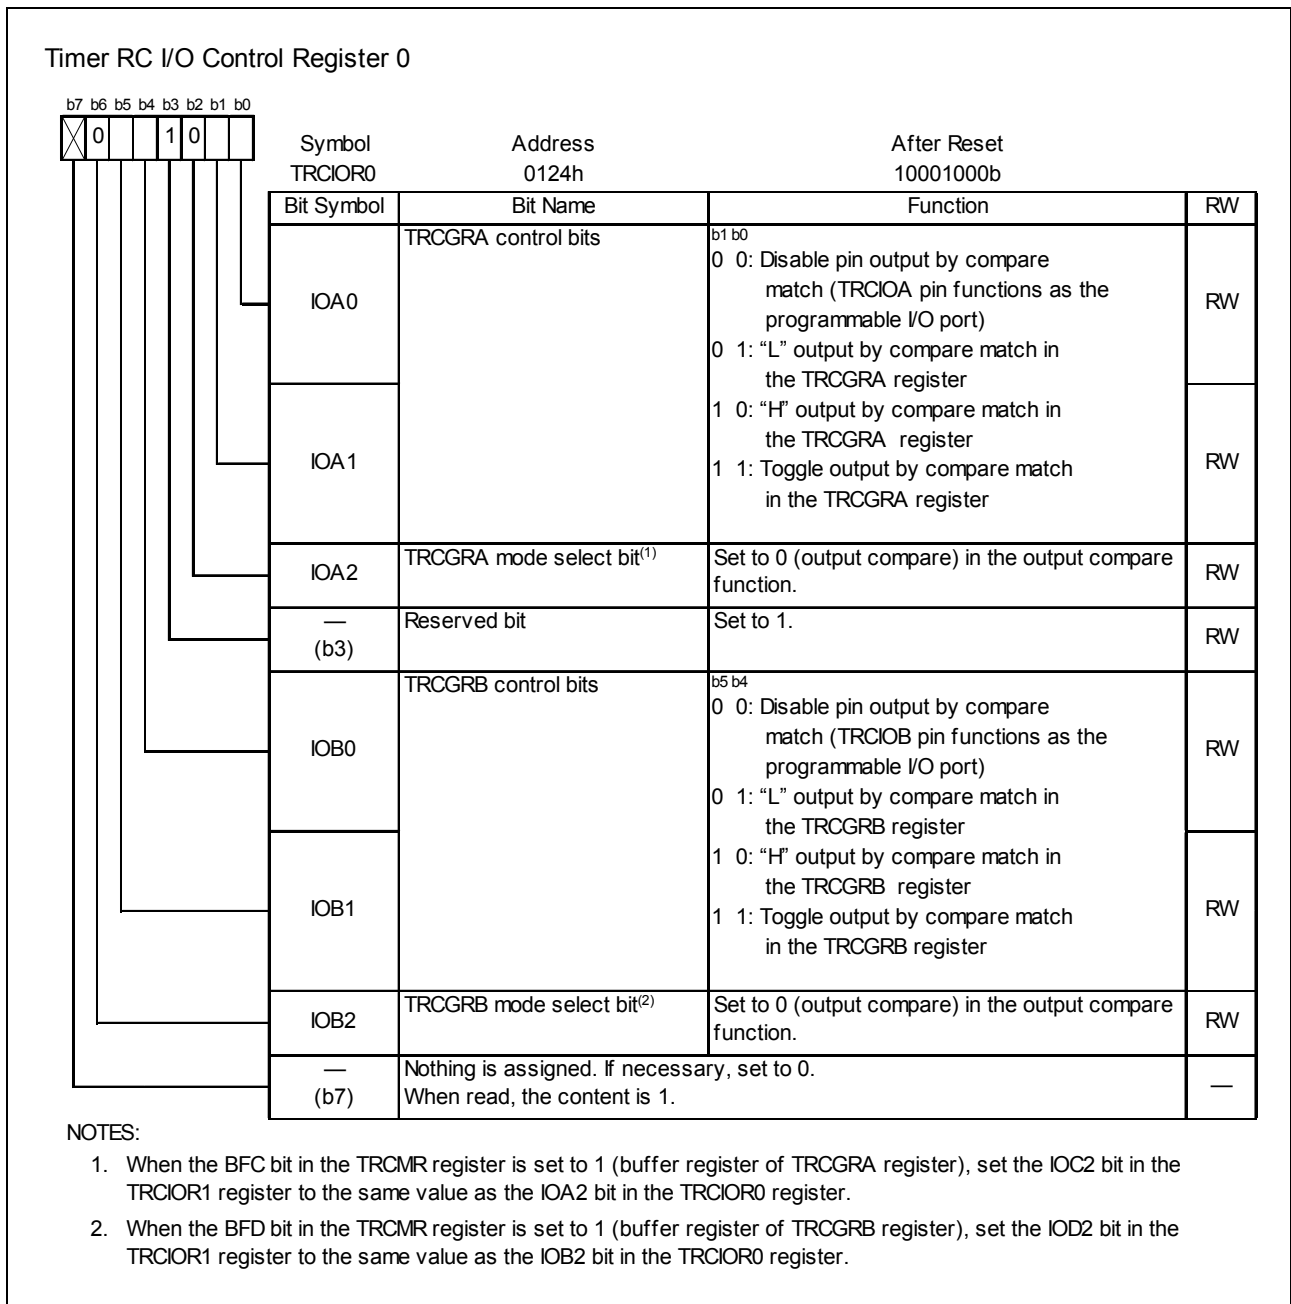 Timer RC I/O Control Register 0
b7 b6 b5 b4 b3 b2 b1 b0
0 1 0
Symbol Address After Reset
TRCIOR0 0124h 10001000b
Bit Symbol Bit Name Function RW
IOA0 TRCGRA control bits b1 b0
0 0: Disable pin output by compare
match (TRCIOA pin functions as the
programmable I/O port) RW
0 1: “L” output by compare match in
the TRCGRA register
1 0: “H” output by compare match in
the TRCGRA register
IOA1 1 1: Toggle output by compare match RW
in the TRCGRA register
IOA2 TRCGRA mode select bit(1) Set to 0 (output compare) in the output compare
function. RW
— Reserved bit Set to 1.
(b3) RW
TRCGRB control bits b5 b4
0 0: Disable pin output by compare
match (TRCIOB pin functions as the
IOB0 programmable I/O port) RW
0 1: “L” output by compare match in
the TRCGRB register
1 0: “H” output by compare match in
the TRCGRB register
IOB1 1 1: Toggle output by compare match RW
in the TRCGRB register
IOB2 TRCGRB mode select bit(2) Set to 0 (output compare) in the output compare
function. RW
— Nothing is assigned. If necessary, set to 0.
(b7) When read, the content is 1. —
NOTES:
1. When the BFC bit in the TRCMR register is set to 1 (buffer register of TRCGRA register), set the IOC2 bit in the
TRCIOR1 register to the same value as the IOA2 bit in the TRCIOR0 register.
2. When the BFD bit in the TRCMR register is set to 1 (buffer register of TRCGRB register), set the IOD2 bit in the
TRCIOR1 register to the same value as the IOB2 bit in the TRCIOR0 register.